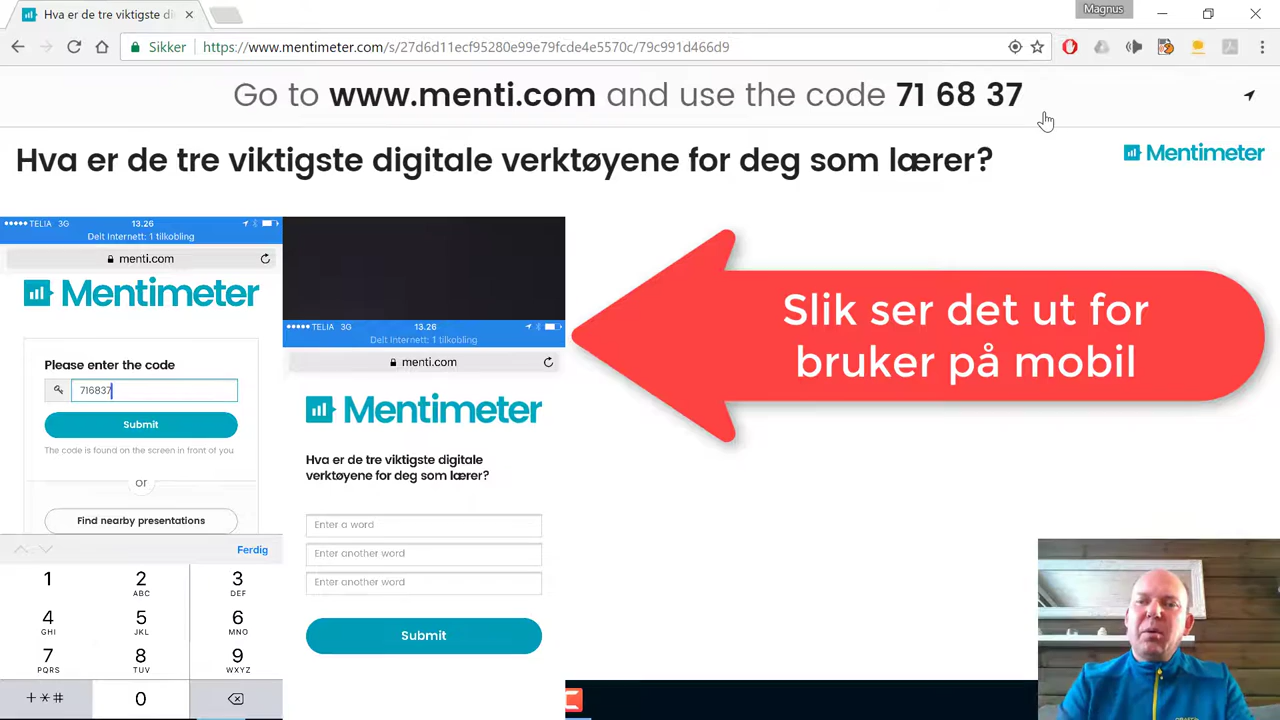 Hva er de tre viktigste di
Magnus
Sikker
https://www.mentimeter.com/s/27d6d11ecf95280e99e79fcde4e5570c/79c991d466d9
Go to www.menti.com and use the code 71 68 37
Hva er de tre viktigste digitale verktøyene for deg som lærer?
Mentimeter
TELIA 3G 13.26
Delt Internett: 1 tilkobling
menti.com
Mentimeter
Please enter the code
716837
Submit
The code is found on the screen in front of you
or
Find nearby presentations
Ferdig
1 2 3
ABC DEF
4 5 6
GHI JKL MNO
7 8 9
PQRS TUV WXYZ
+*# 0
TELIA 3G 13.26
Delt Internett: 1 tilkobling
menti.com
Mentimeter
Hva er de tre viktigste digitale
verktøyene for deg som lærer?
Enter a word
Enter another word
Enter another word
Submit
Slik ser det ut for
bruker på mobil